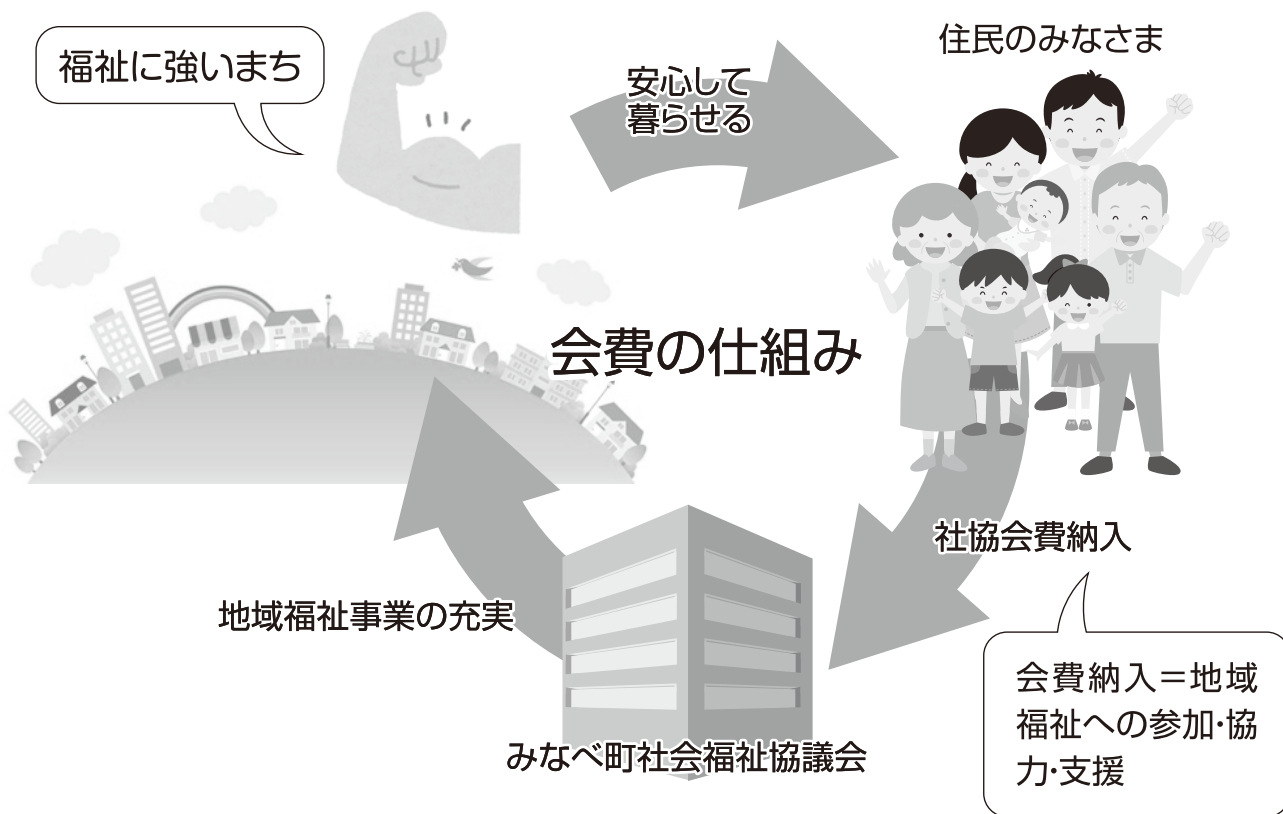 福祉に強いまち
安心して
暮らせる
住民のみなさま
会費の仕組み
社協会費納入
地域福祉事業の充実
みなべ町社会福祉協議会
会費納入＝地域
福祉への参加・協
力・支援